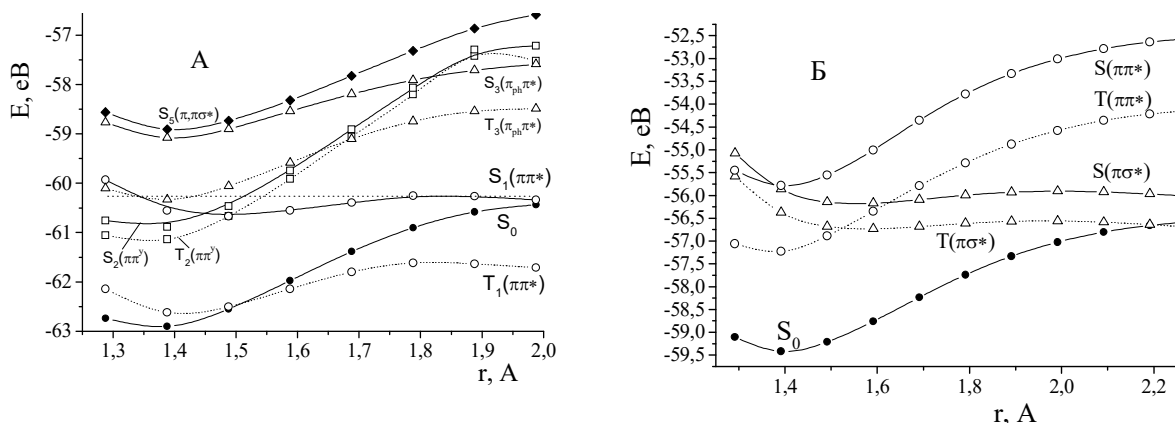 А
E, eB
-57
-58
-59
-60
-61
-62
-63
S₅(π,πσ*)
S₃(πphπ*)
T₃(πphπ*)
S₁(ππ*)
S₀
S₂(ππʸ)
T₂(ππʸ)
T₁(ππ*)
1,3 1,4 1,5 1,6 1,7 1,8 1,9 2,0
r, A
Б
E, eB
-52,5
-53,0
-53,5
-54,0
-54,5
-55,0
-55,5
-56,0
-56,5
-57,0
-57,5
-58,0
-58,5
-59,0
-59,5
S(ππ*)
T(ππ*)
S(πσ*)
T(πσ*)
S₀
1,4 1,6 1,8 2,0 2,2
r, A